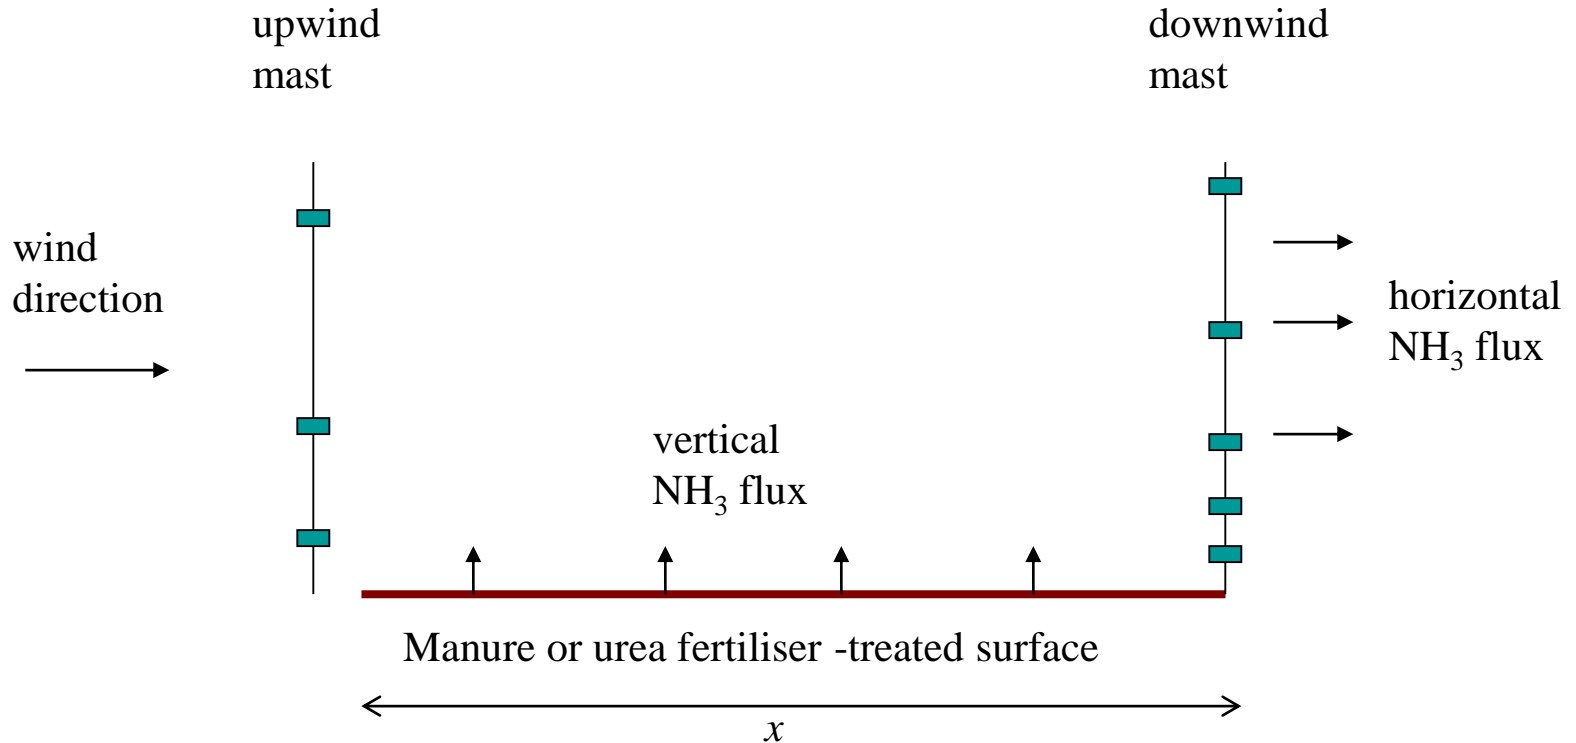 upwind
mast
downwind
mast
wind
direction
horizontal
NH₃ flux
vertical
NH₃ flux
Manure or urea fertiliser -treated surface
x